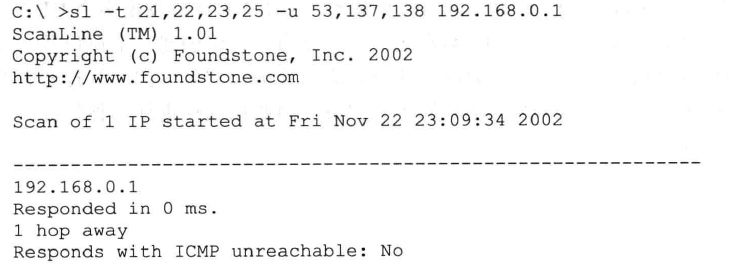 C:\ >sl -t 21,22,23,25 -u 53,137,138 192.168.0.1
ScanLine (TM) 1.01
Copyright (c) Foundstone, Inc. 2002
http://www.foundstone.com
Scan of 1 IP started at Fri Nov 22 23:09:34 2002
------------------------------------------------------------
192.168.0.1
Responded in 0 ms.
1 hop away
Responds with ICMP unreachable: No